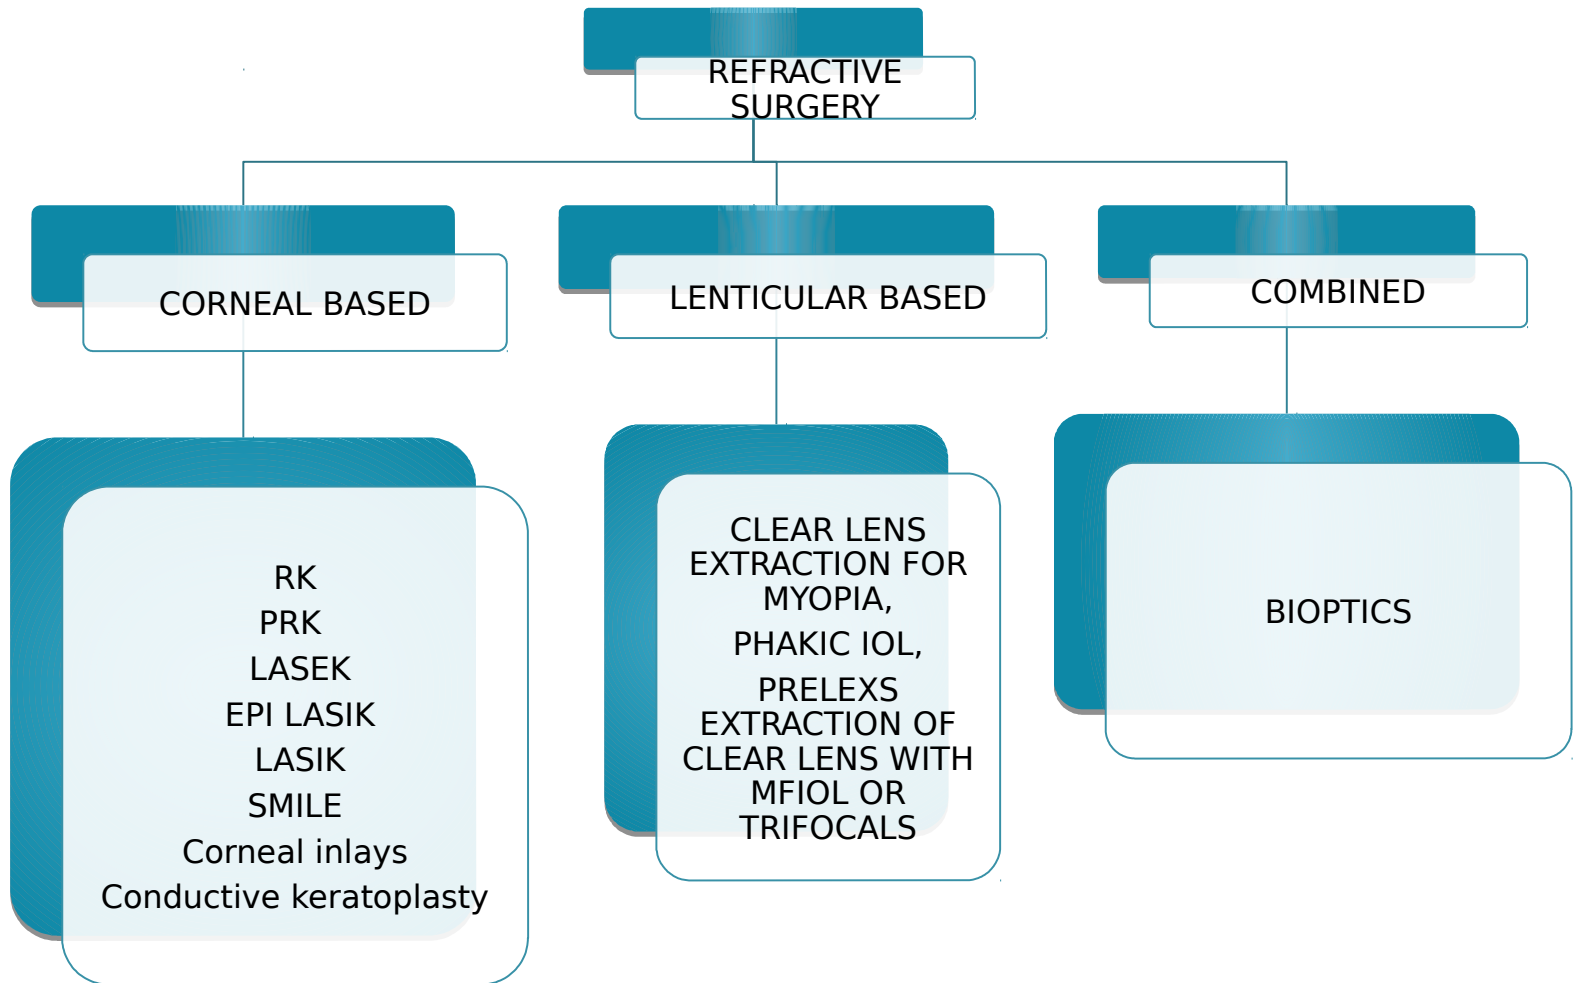 REFRACTIVE
SURGERY
CORNEAL BASED
LENTICULAR BASED
COMBINED
RK
PRK
LASEK
EPI LASIK
LASIK
SMILE
Corneal inlays
Conductive keratoplasty
CLEAR LENS
EXTRACTION FOR
MYOPIA,
PHAKIC IOL,
PRELEXS
EXTRACTION OF
CLEAR LENS WITH
MFIOL OR
TRIFOCALS
BIOPTICS